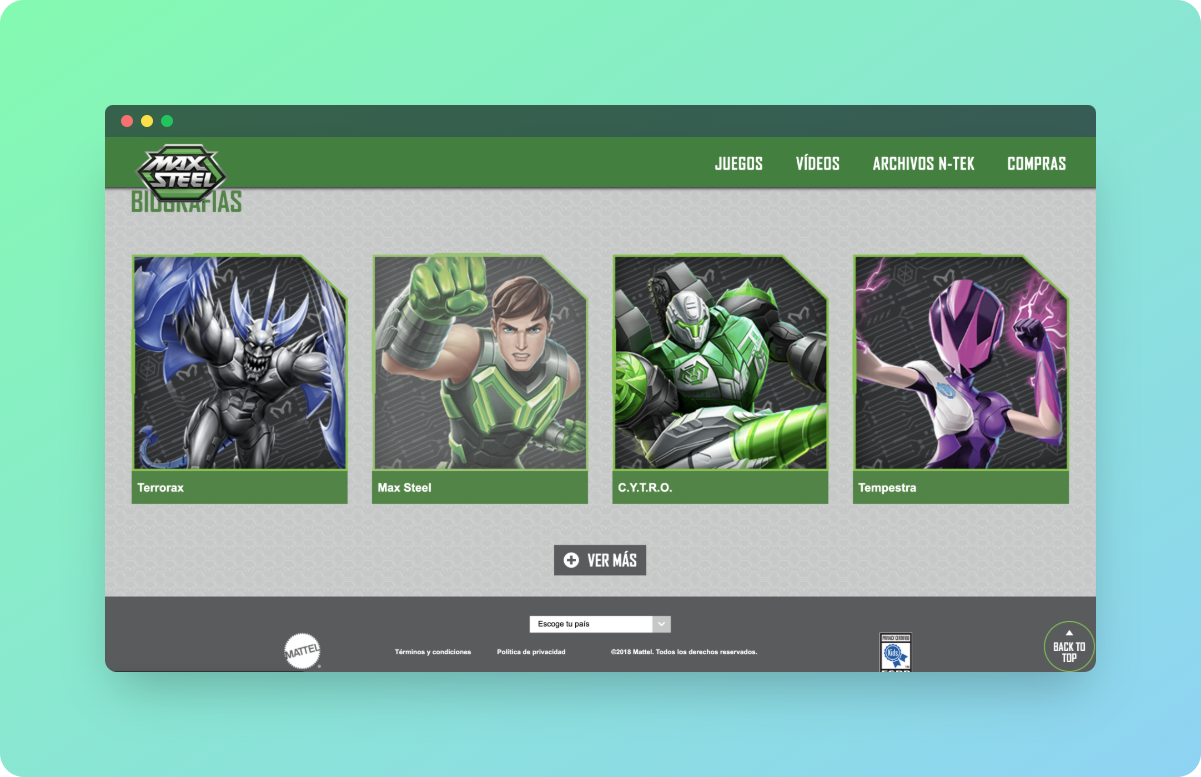 MAX STEEL
JUEGOS VÍDEOS ARCHIVOS N-TEK COMPRAS
BIOGRAFÍAS
Terrorax
Max Steel
C.Y.T.R.O.
Tempestra
VER MÁS
Escoge tu país
MATTEL
Términos y condiciones
Política de privacidad
©2018 Mattel. Todos los derechos reservados.
PRIVACY CERTIFIED
kids
BACK TO
TOP